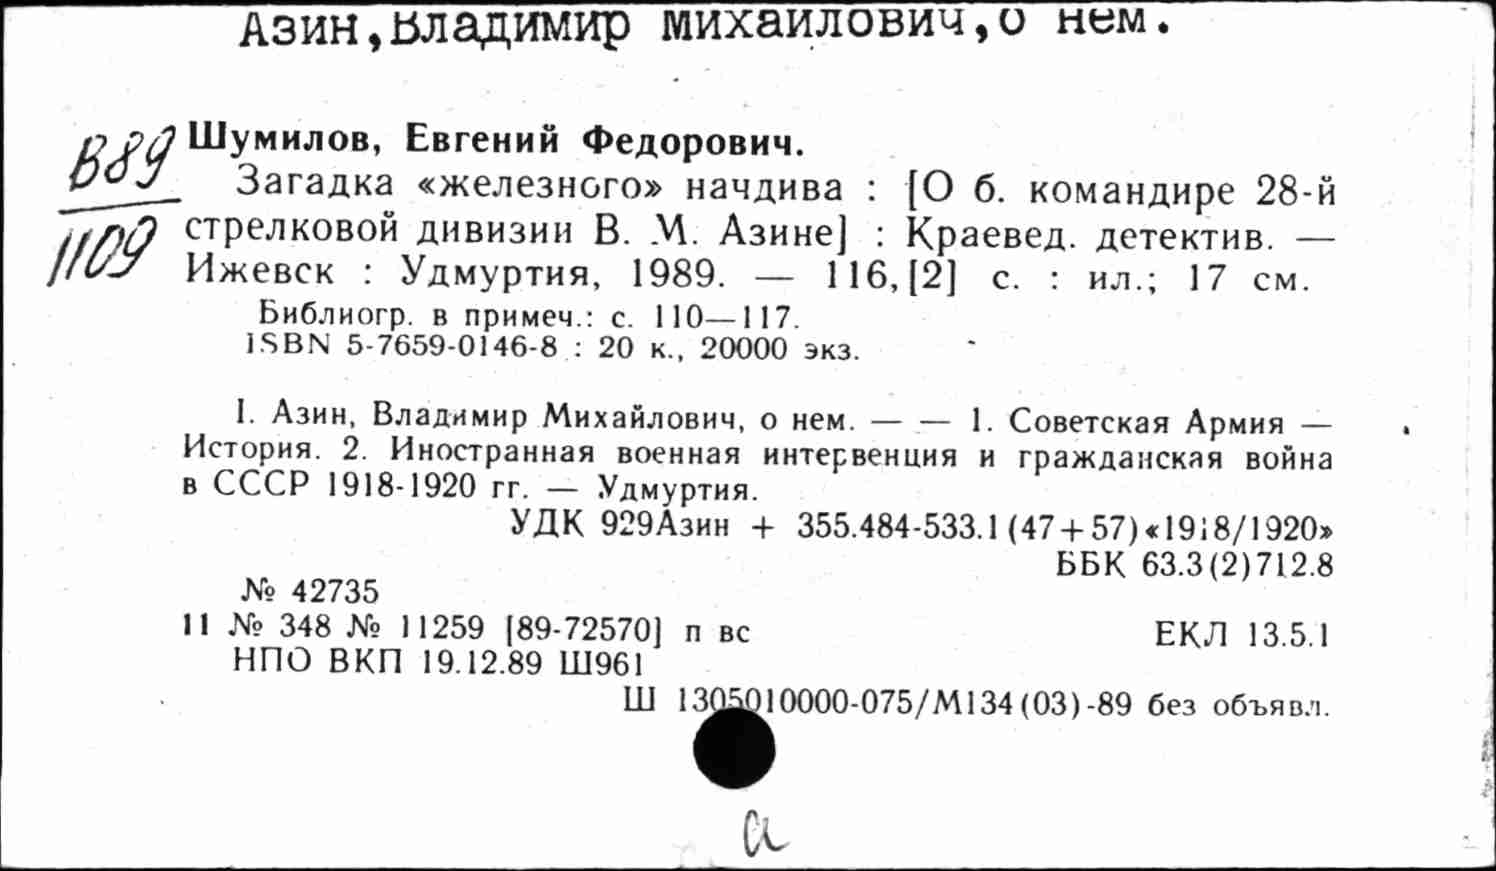 Азин,Владимир Михайлович,о нем.
В89
1109
Шумилов, Евгений Федорович.
Загадка «железного» начдива : [О б. командире 28-й
стрелковой дивизии В. М. Азине] : Краевед. детектив. —
Ижевск : Удмуртия, 1989. — 116,[2] с. : ил.; 17 см.
Библиогр. в примеч.: с. 110—117.
ISBN 5-7659-0146-8 : 20 к., 20000 экз.
I. Азин, Владимир Михайлович, о нем. — — 1. Советская Армия —
История. 2. Иностранная военная интервенция и гражданская война
в СССР 1918-1920 гг. — Удмуртия.
УДК 929Азин + 355.484-533.1(47+57)«1918/1920»
ББК 63.3(2)712.8
№ 42735
11 № 348 № 11259 [89-72570] п вс
ЕКЛ 13.5.1
НПО ВКП 19.12.89 Ш961
Ш 1305010000-075/М134(03)-89 без объявл.
а